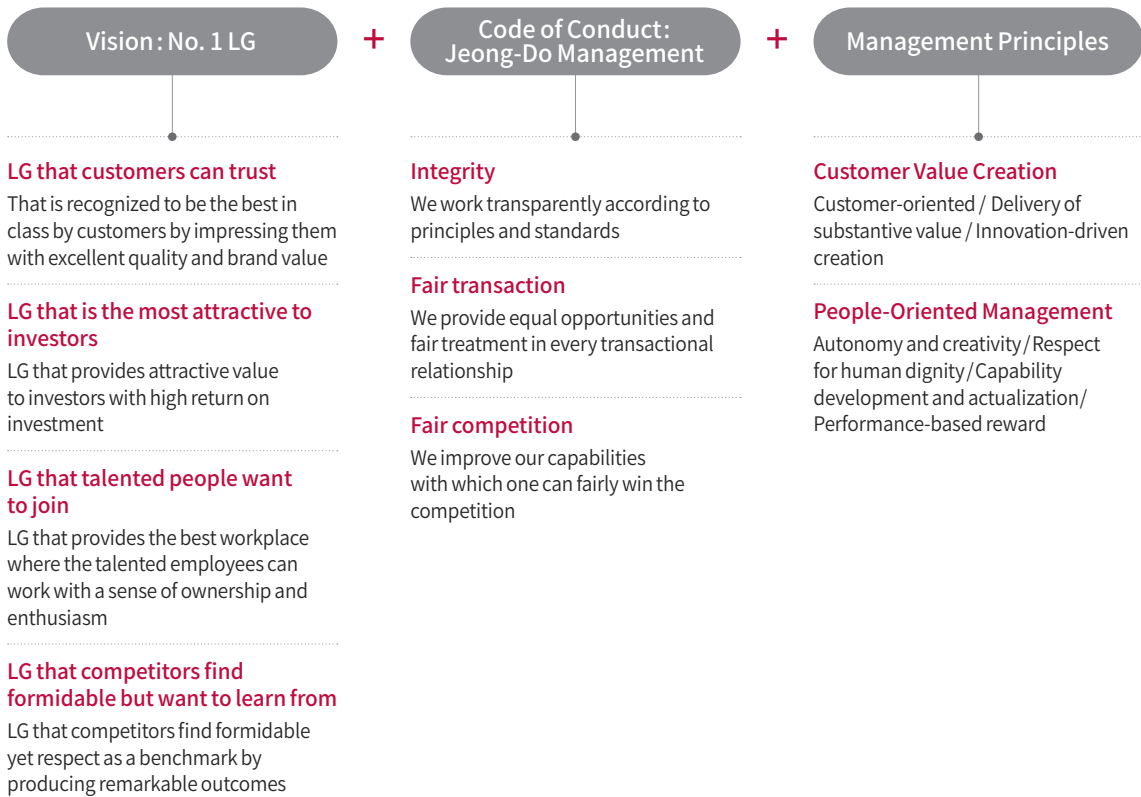 Vision: No. 1 LG
+
Code of Conduct:
Jeong-Do Management
+
Management Principles
LG that customers can trust
That is recognized to be the best in
class by customers by impressing them
with excellent quality and brand value
LG that is the most attractive to
investors
LG that provides attractive value
to investors with high return on
investment
LG that talented people want
to join
LG that provides the best workplace
where the talented employees can
work with a sense of ownership and
enthusiasm
LG that competitors find
formidable but want to learn from
LG that competitors find formidable
yet respect as a benchmark by
producing remarkable outcomes
Integrity
We work transparently according to
principles and standards
Fair transaction
We provide equal opportunities and
fair treatment in every transactional
relationship
Fair competition
We improve our capabilities
with which one can fairly win the
competition
Customer Value Creation
Customer-oriented / Delivery of
substantive value / Innovation-driven
creation
People-Oriented Management
Autonomy and creativity/Respect
for human dignity/Capability
development and actualization/
Performance-based reward